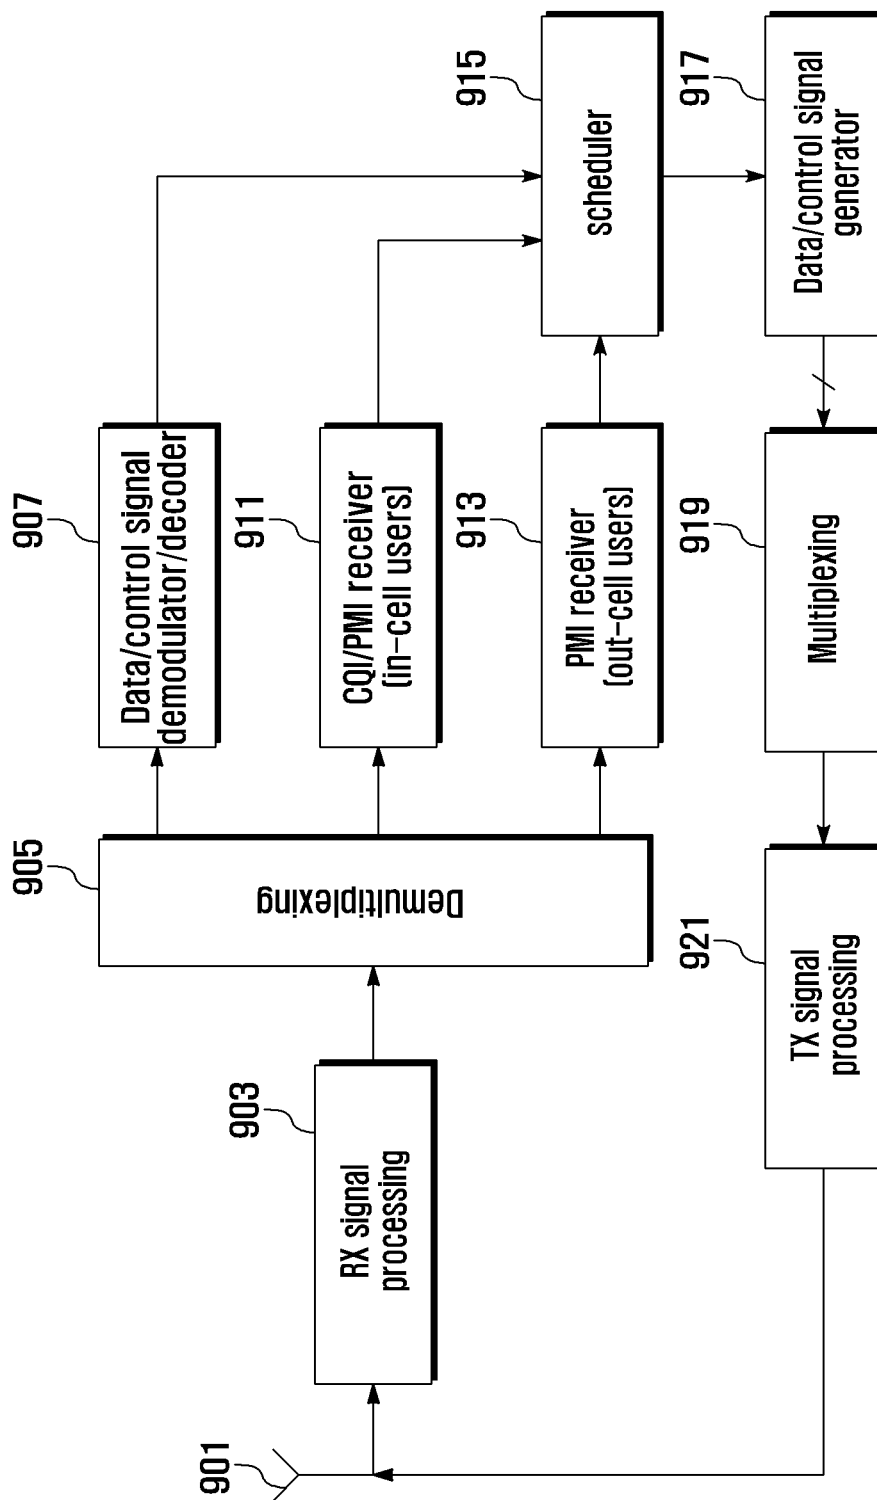 901
903
RX signal
processing
905
Demultiplexing
907
Data/control signal
demodulator/decoder
911
CQI/PMI receiver
(in-cell users)
913
PMI receiver
(out-cell users)
915
scheduler
917
Data/control signal
generator
919
Multiplexing
921
TX signal
processing